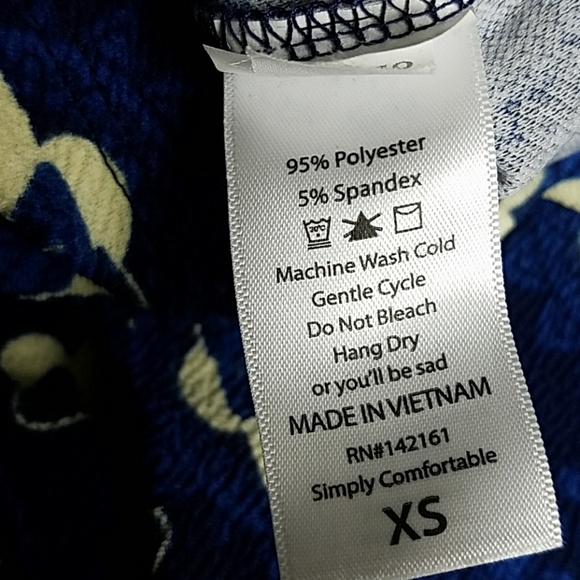 95% Polyester
5% Spandex
30°C
Machine Wash Cold
Gentle Cycle
Do Not Bleach
Hang Dry
or you'll be sad
MADE IN VIETNAM
RN#142161
Simply Comfortable
XS